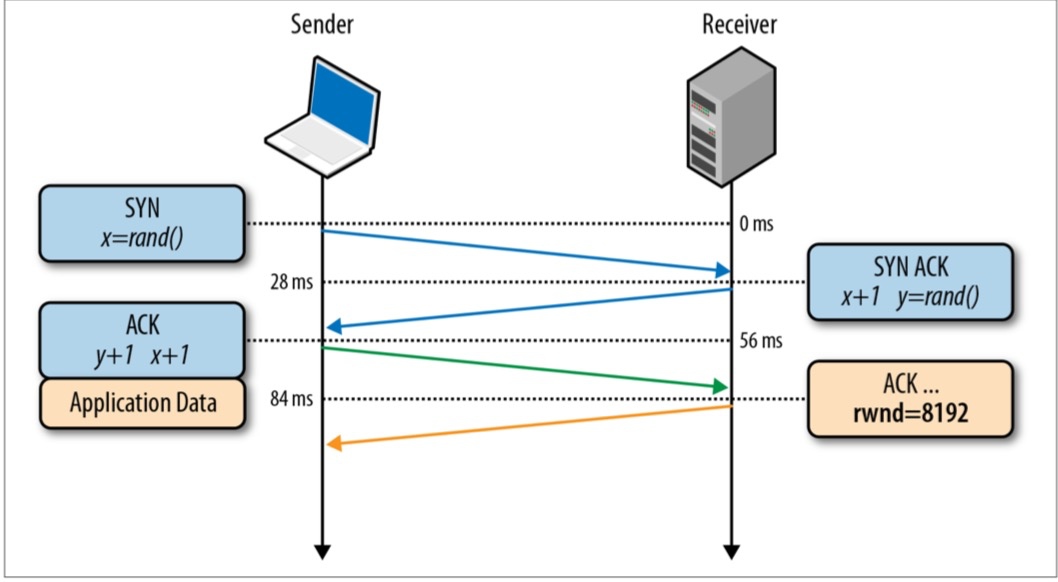 Sender
Receiver
SYN
x=rand()
0 ms
28 ms
SYN ACK
x+1 y=rand()
ACK
y+1 x+1
56 ms
Application Data
84 ms
ACK ...
rwnd=8192